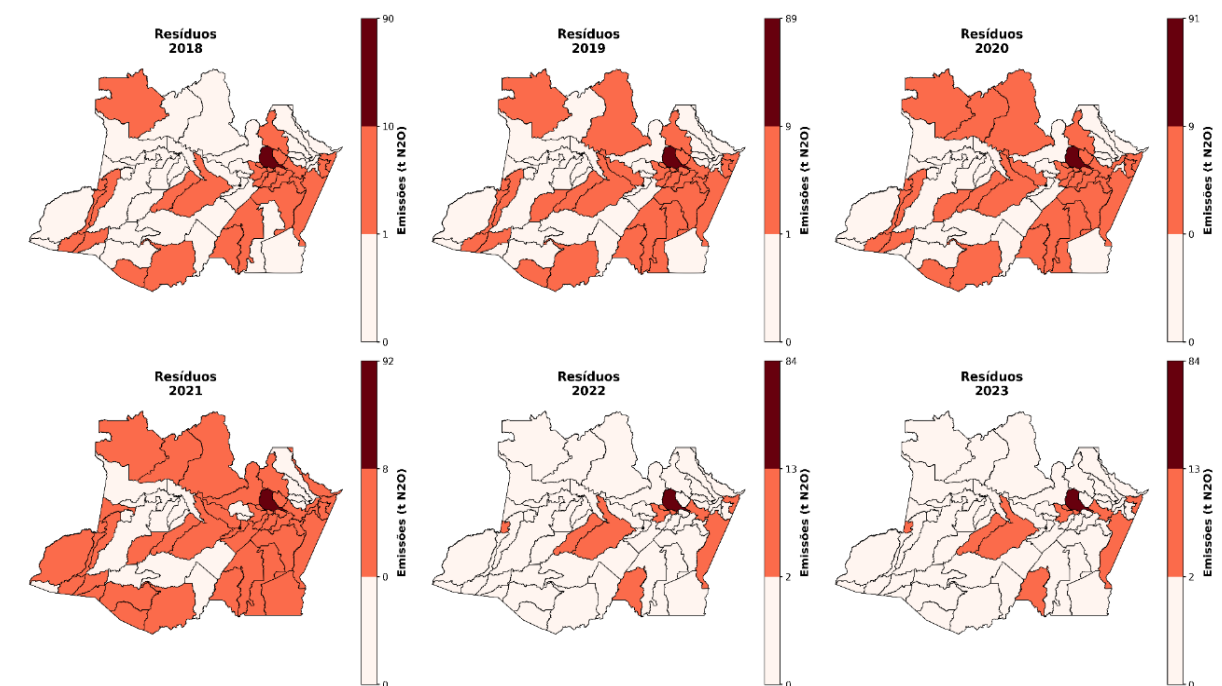 Resíduos
2018
90
10
1
0
Emissões (t N2O)
Resíduos
2019
89
9
1
0
Emissões (t N2O)
Resíduos
2020
91
9
0
0
Emissões (t N2O)
Resíduos
2021
92
8
0
0
Emissões (t N2O)
Resíduos
2022
84
13
2
0
Emissões (t N2O)
Resíduos
2023
84
13
2
0
Emissões (t N2O)